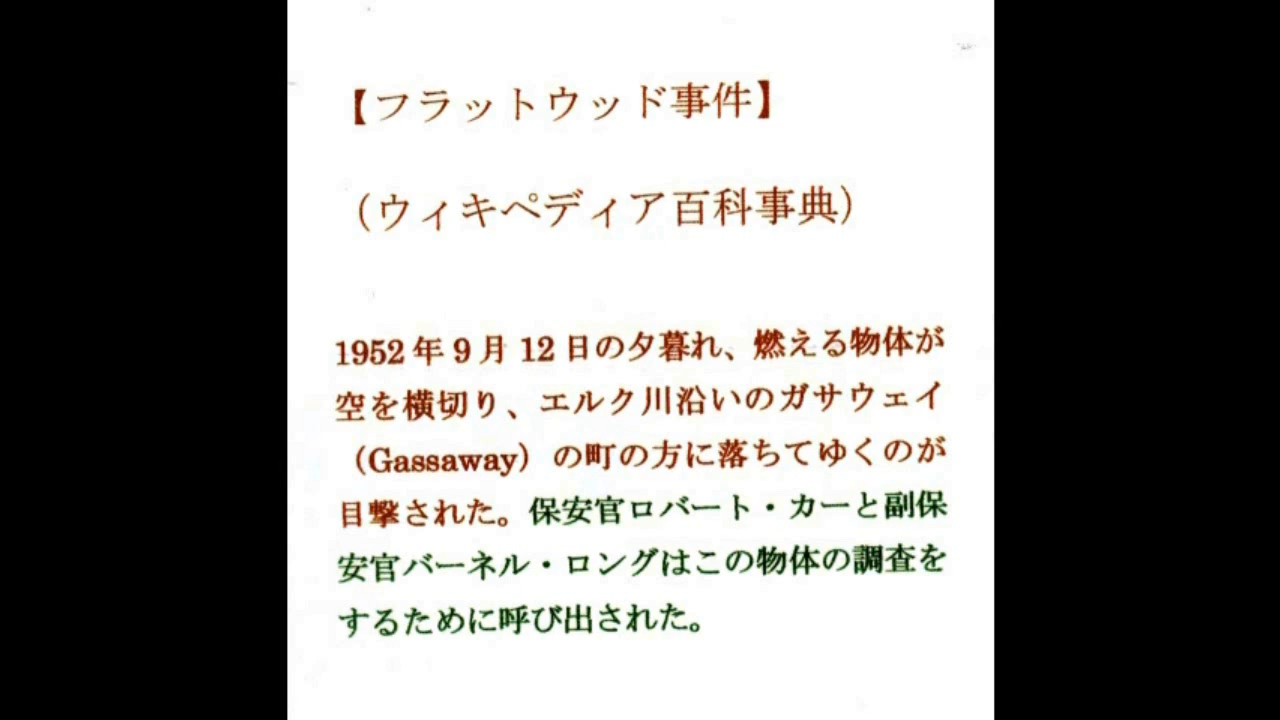 【フラットウッド事件】
（ウィキペディア百科事典）
1952年9月12日の夕暮れ、燃える物体が
空を横切り、エルク川沿いのガサウェイ
（Gassaway）の町の方に落ちてゆくのが
目撃された。保安官ロバート・カーと副保
安官バーネル・ロングはこの物体の調査を
するために呼び出された。